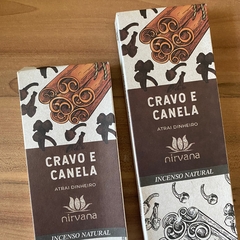 CRAVO E
CANELA
ATRAI DINHEIRO
nirvana
INCENSO NATURAL
CRAVO E
CANELA
ATRAI DINHEIRO
nirvana
INCENSO NATURAL